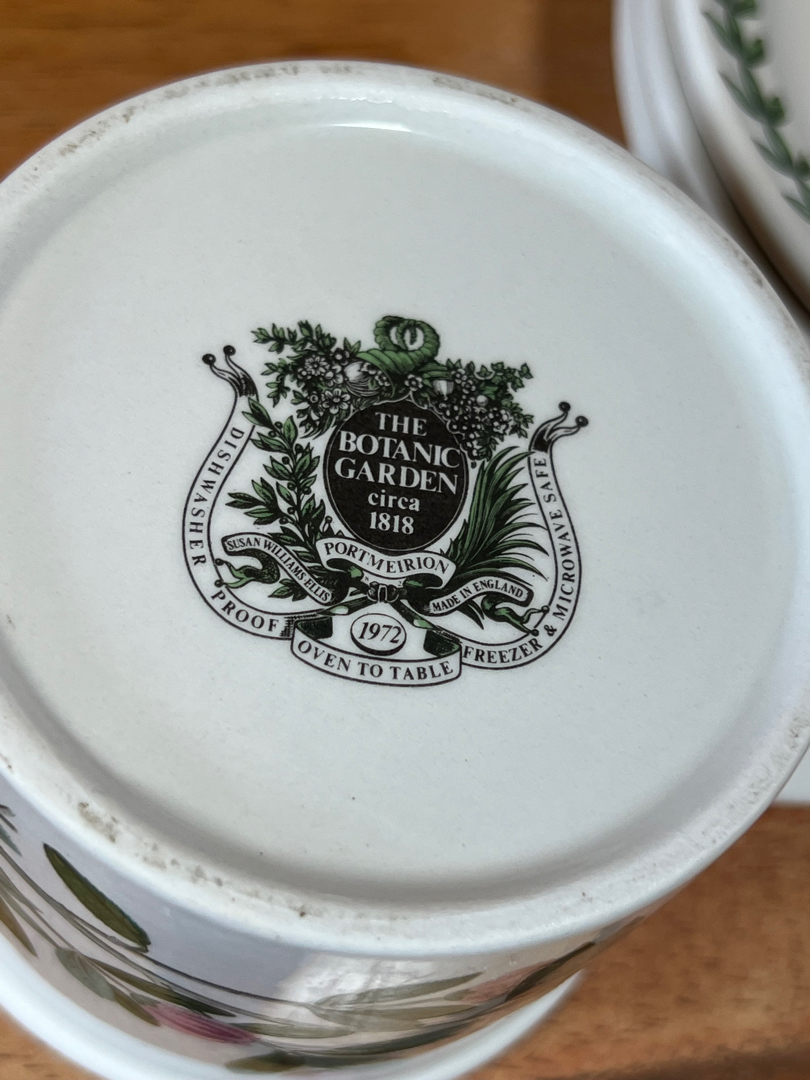 THE
BOTANIC
GARDEN
circa
1818
PORTMEIRION
SUSAN WILLIAMS-ELLIS
MADE IN ENGLAND
1972
DISHWASHER PROOF
OVEN TO TABLE
FREEZER & MICROWAVE SAFE